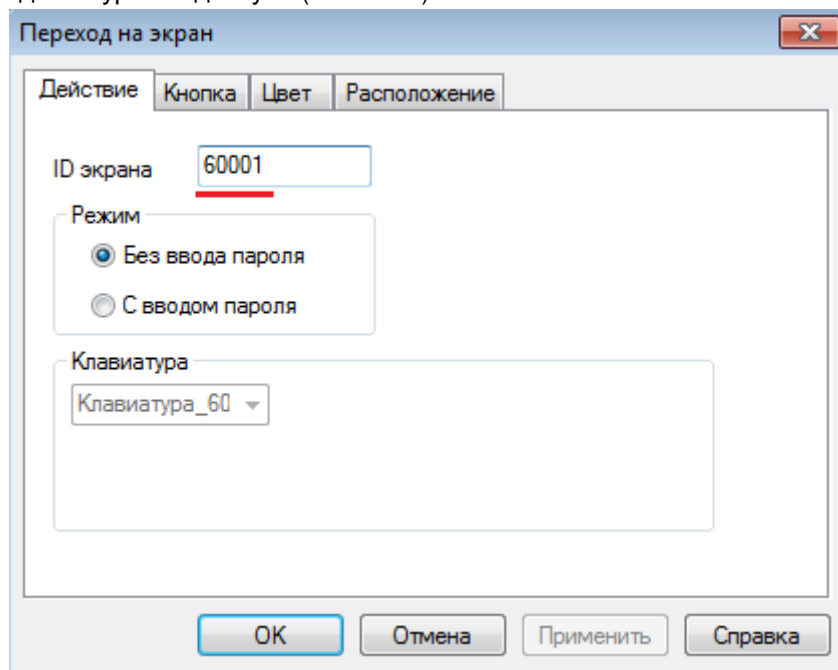 Переход на экран
Действие Кнопка Цвет Расположение
ID экрана 60001
Режим
Без ввода пароля
С вводом пароля
Клавиатура
Клавиатура_60
OK Отмена Применить Справка